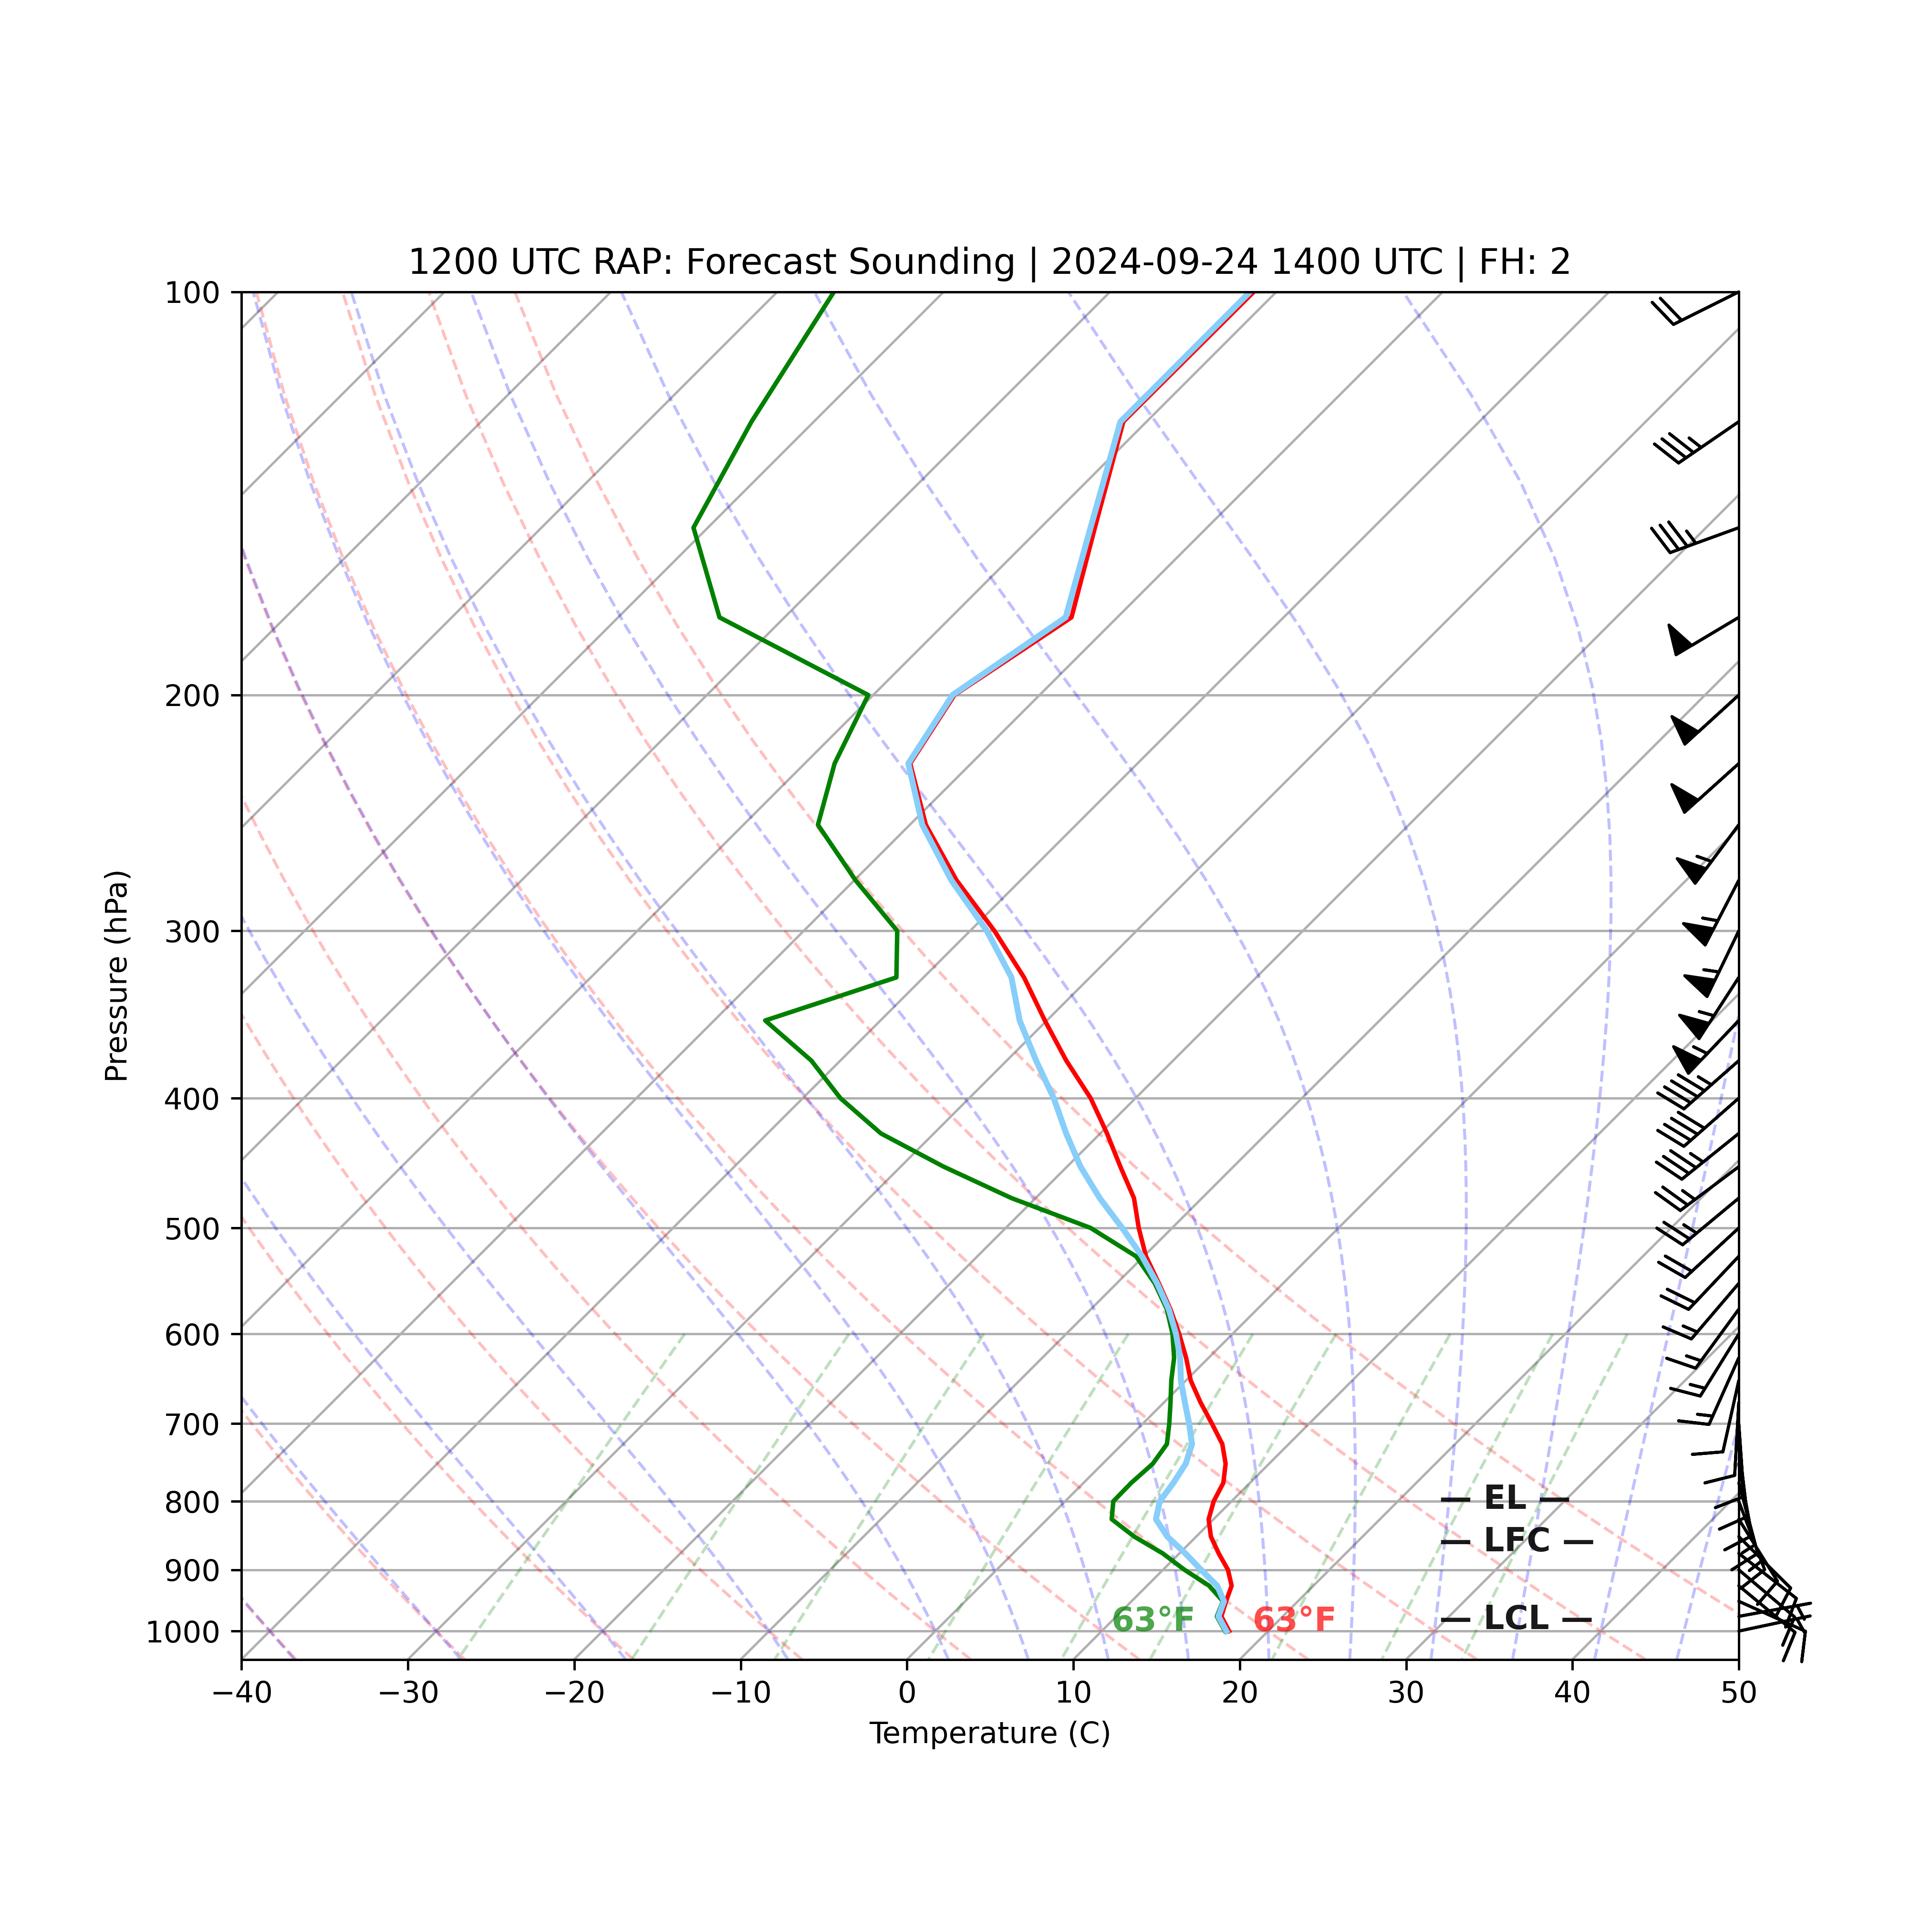 1200 UTC RAP: Forecast Sounding | 2024-09-24 1400 UTC | FH: 2
100
200
300
400
500
600
700
800
900
1000
Pressure (hPa)
— EL —
— LFC —
— LCL —
63°F 63°F
−40 −30 −20 −10 0 10 20 30 40 50
Temperature (C)